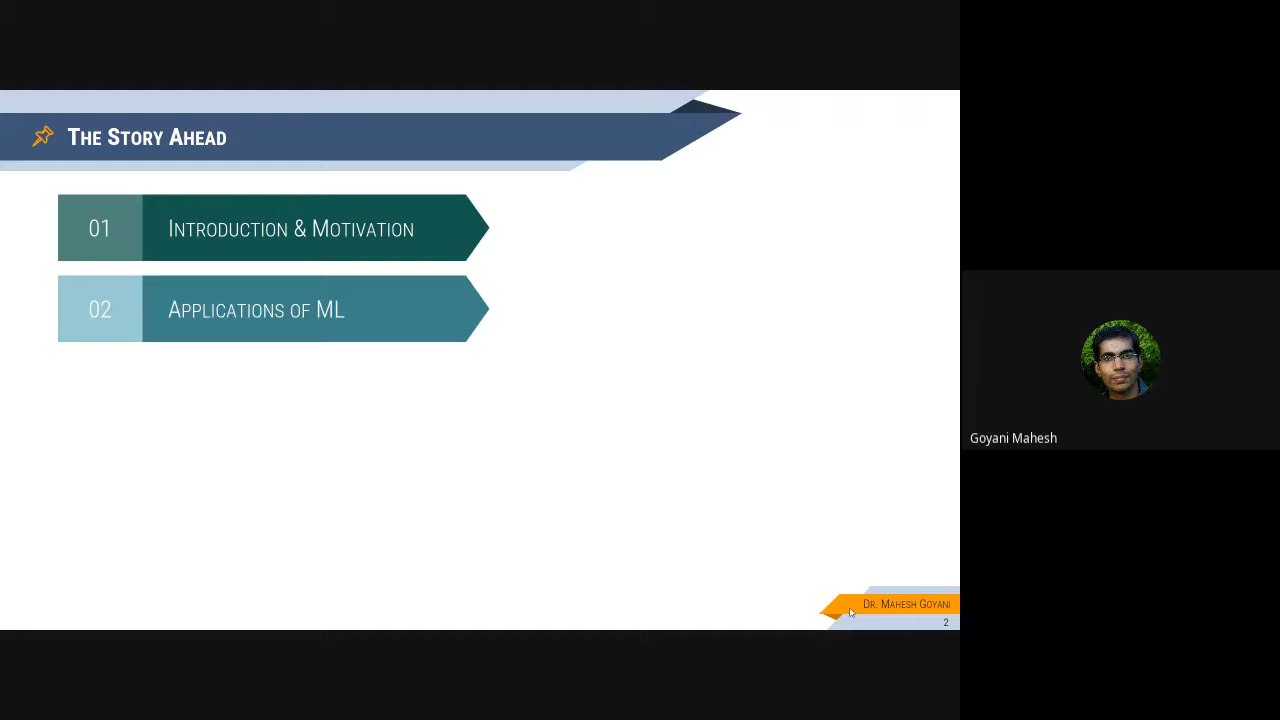 The Story Ahead
01
Introduction & Motivation
02
Applications of ML
Goyani Mahesh
Dr. Mahesh Goyani
2